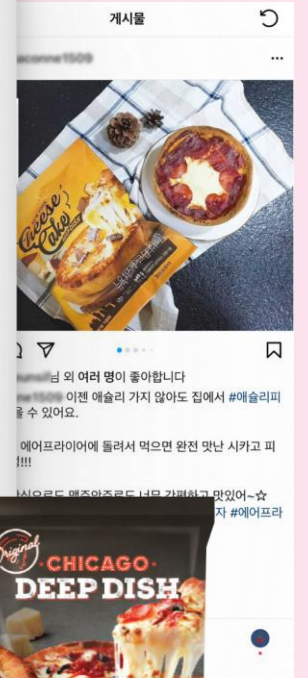 게시물
1509
Cheese
Cake
님 외 여러 명이 좋아합니다
1509 이젠 애슐리 가지 않아도 집에서 #애슐리피
을 수 있어요.
에어프라이어에 돌려서 먹으면 완전 맛난 시카고 피
!!!
맥주안주로도 너무 간편하고 맛있어~☆
자 #에어프라
Original
CHICAGO
DEEP DISH